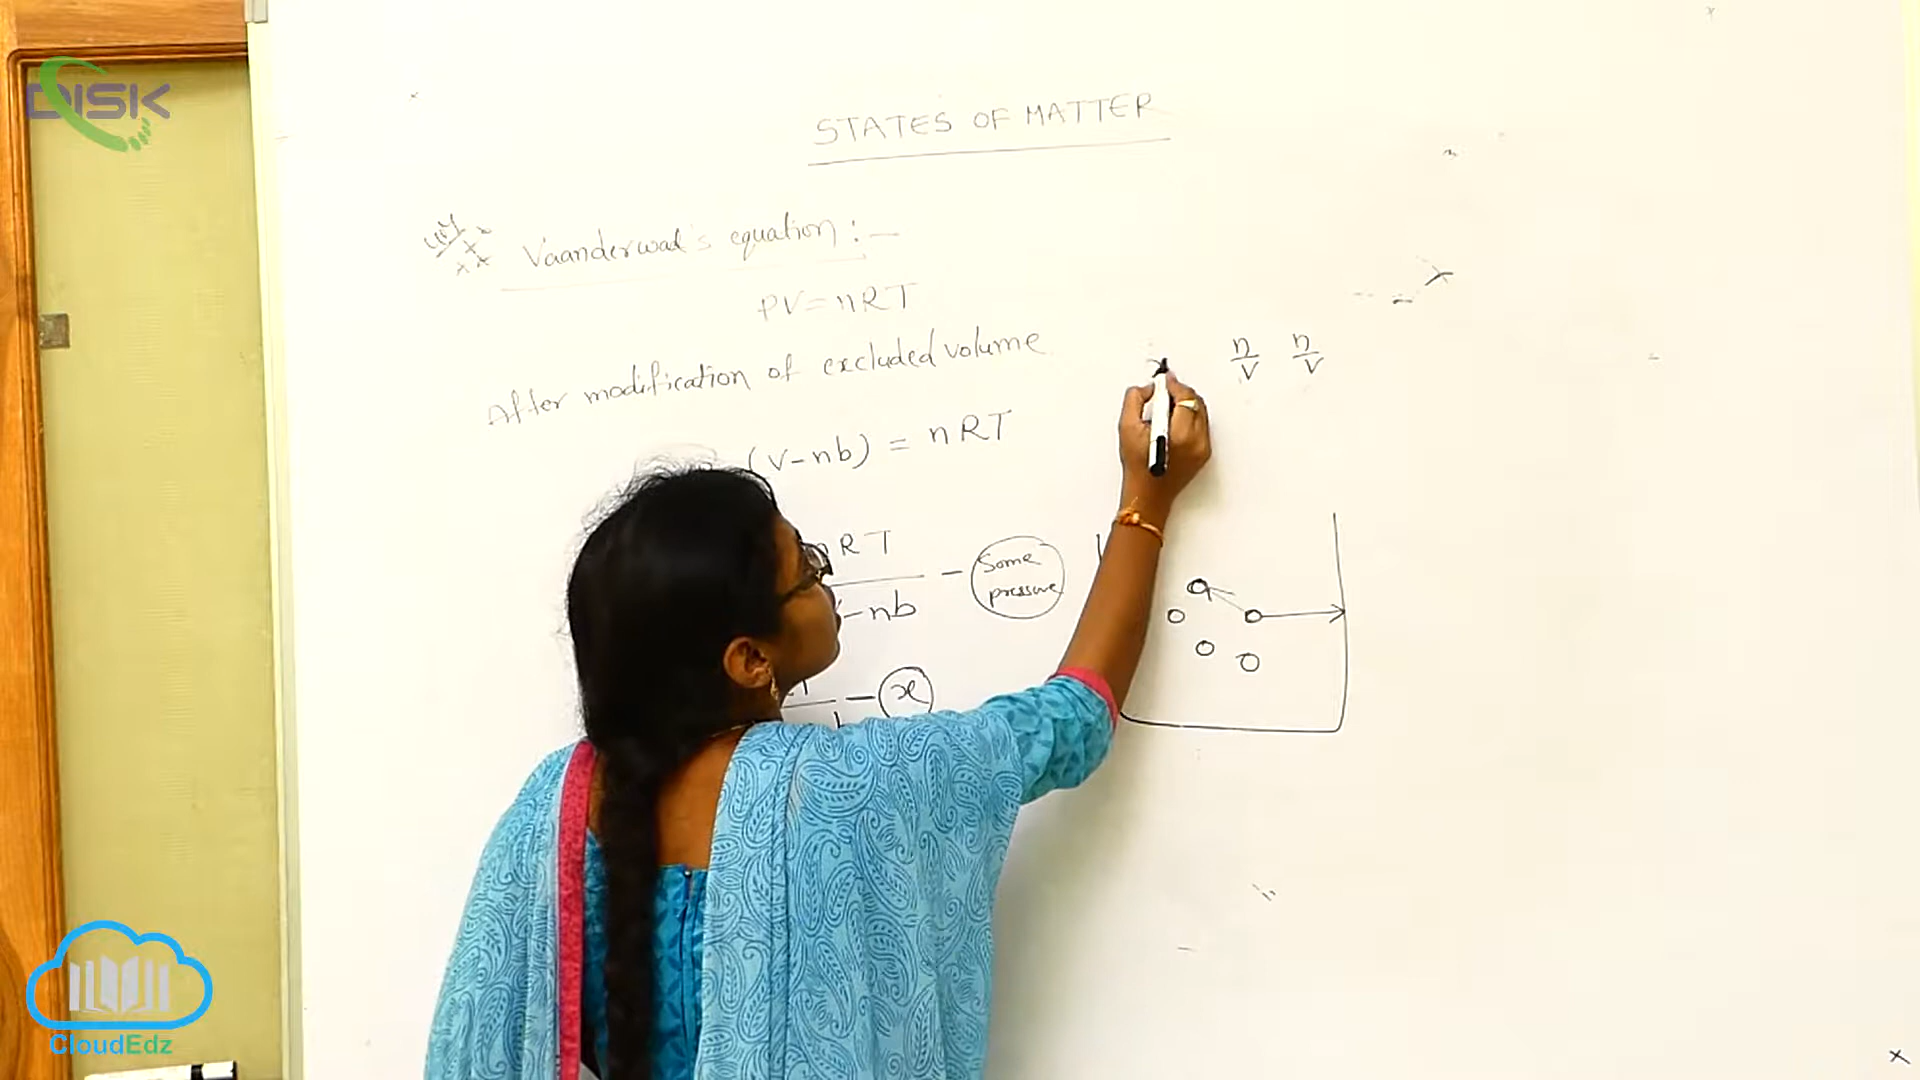 DISK
STATES OF MATTER
Vaanderwal's equation :-
PV = nRT
After modification of excluded volume
(V-nb) = nRT
x n/V n/V
nRT/V-nb - Some pressure
- x
CloudEdz